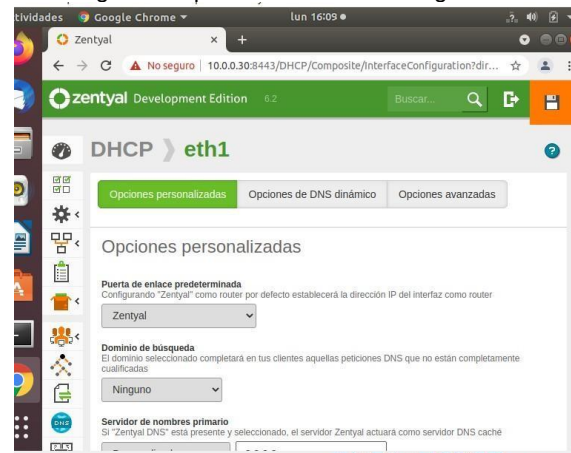 tividades Google Chrome ▾ lun 16:09
Zentyal × +
No seguro | 10.0.0.30:8443/DHCP/Composite/InterfaceConfiguration?dir...
zentyal Development Edition 6.2 Buscar...
DHCP eth1
Opciones personalizadas Opciones de DNS dinámico Opciones avanzadas
Opciones personalizadas
Puerta de enlace predeterminada
Configurando "Zentyal" como router por defecto establecerá la dirección IP del interfaz como router
Zentyal
Dominio de búsqueda
El dominio seleccionado completará en tus clientes aquellas peticiones DNS que no están completamente
cualificadas
Ninguno
Servidor de nombres primario
Si "Zentyal DNS" está presente y seleccionado, el servidor Zentyal actuará como servidor DNS caché